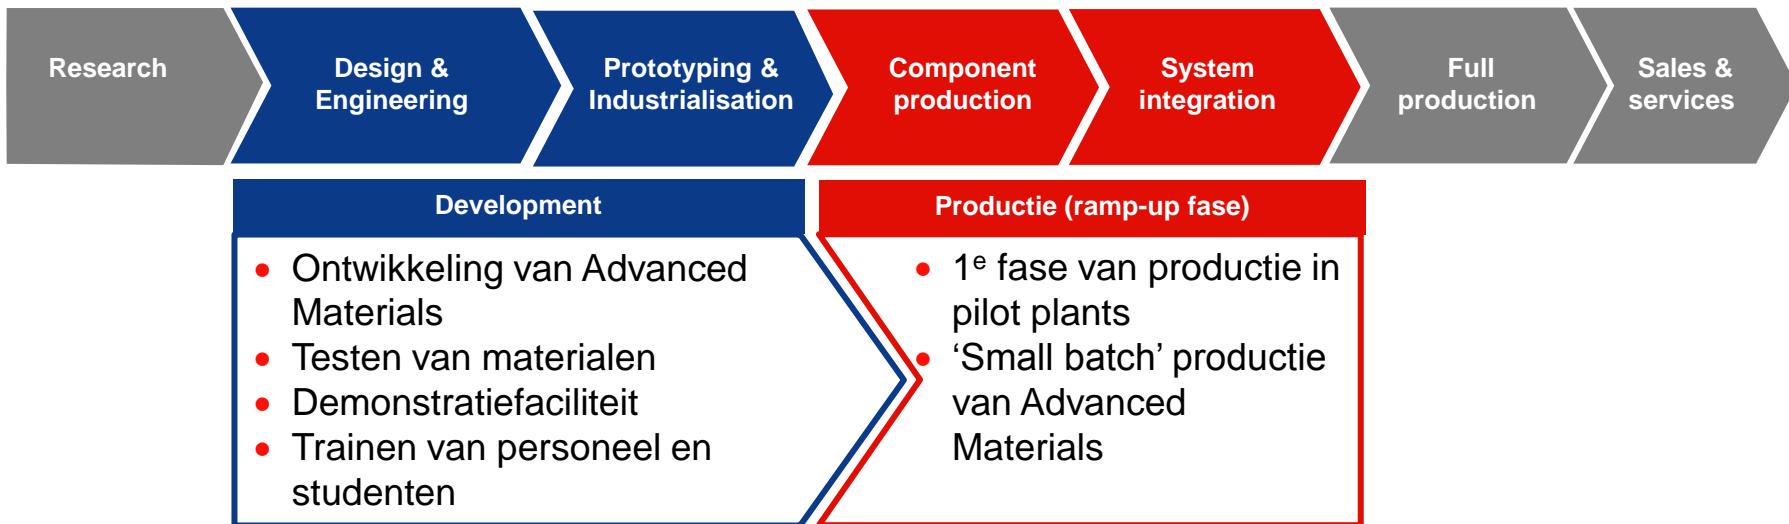 Research
Design &
Engineering
Prototyping &
Industrialisation
Component
production
System
integration
Full
production
Sales &
services
Development
• Ontwikkeling van Advanced
Materials
• Testen van materialen
• Demonstratiefaciliteit
• Trainen van personeel en
studenten
Productie (ramp-up fase)
• 1e fase van productie in
pilot plants
• ‘Small batch’ productie
van Advanced
Materials